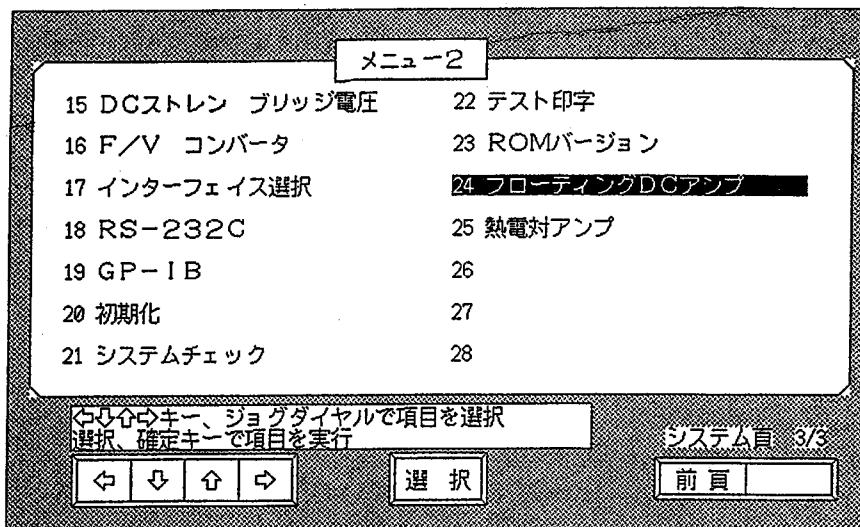 メニュー2
15 DCストレン ブリッジ電圧
16 F/V コンバータ
17 インターフェイス選択
18 RS-232C
19 GP-IB
20 初期化
21 システムチェック
22 テスト印字
23 ROMバージョン
24 フローティングDCアンプ
25 熱電対アンプ
26
27
28
⇦⇩⇧⇨キー、ジョグダイヤルで項目を選択
選択、確定キーで項目を実行
システム頁 3/3
⇦ ⇩ ⇧ ⇨
選 択
前 頁